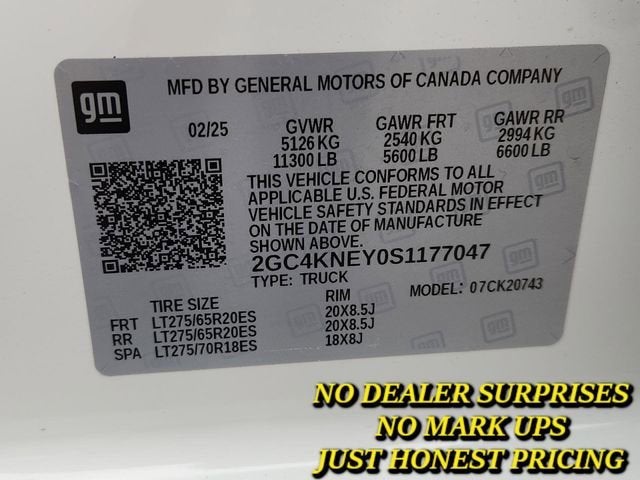 gm
MFD BY GENERAL MOTORS OF CANADA COMPANY
02/25 GVWR GAWR FRT GAWR RR
5126 KG 2540 KG 2994 KG
11300 LB 5600 LB 6600 LB
THIS VEHICLE CONFORMS TO ALL
APPLICABLE U.S. FEDERAL MOTOR
VEHICLE SAFETY STANDARDS IN EFFECT
ON THE DATE OF MANUFACTURE
SHOWN ABOVE.
2GC4KNEY0S1177047
TYPE: TRUCK MODEL: 07CK20743
TIRE SIZE RIM
FRT LT275/65R20ES 20X8.5J
RR LT275/65R20ES 20X8.5J
SPA LT275/70R18ES 18X8J
NO DEALER SURPRISES
NO MARK UPS
JUST HONEST PRICING